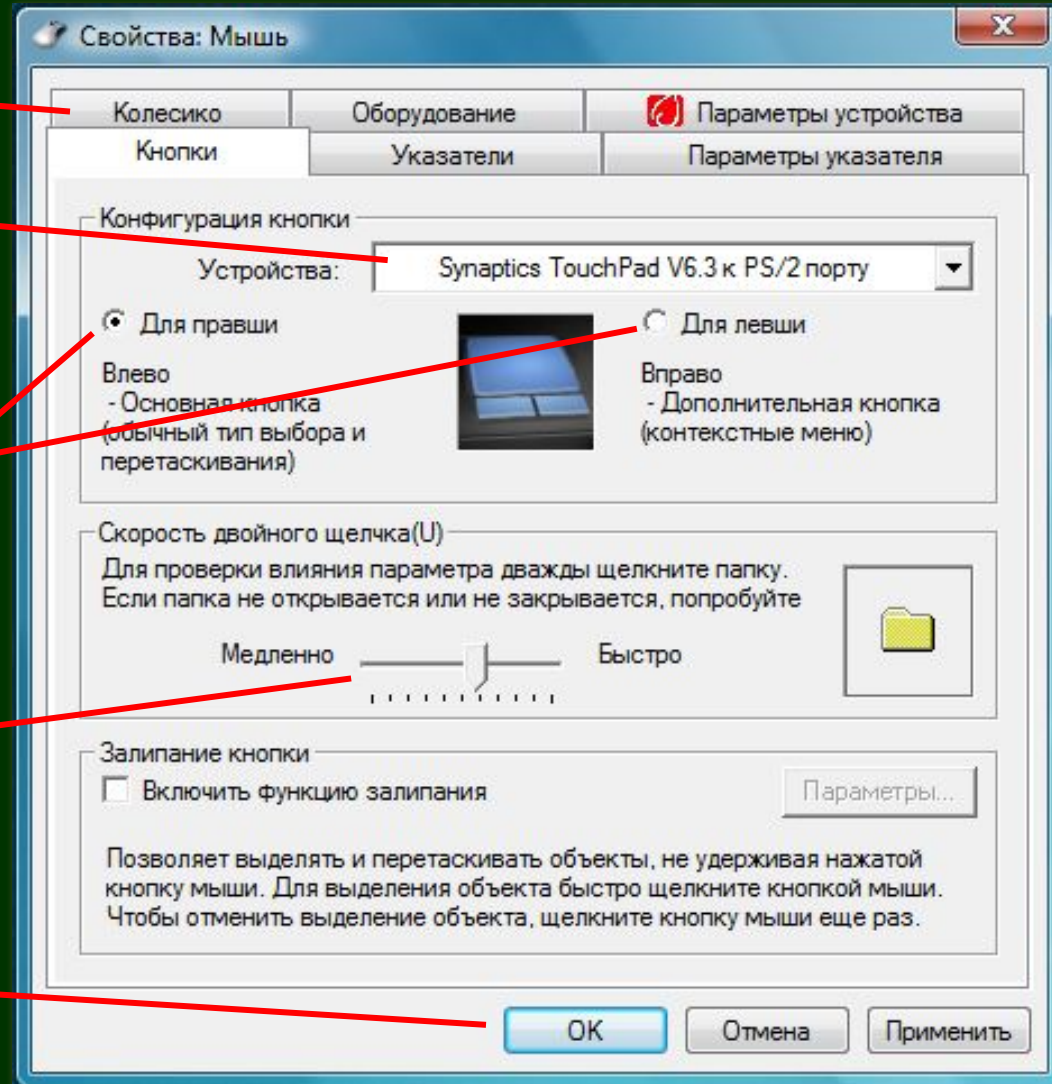 Свойства: Мышь
Колесико Оборудование Параметры устройства
Кнопки Указатели Параметры указателя
Конфигурация кнопки
Устройства: Synaptics TouchPad V6.3 к PS/2 порту
Для правши Для левши
Влево Вправо
- Основная кнопка - Дополнительная кнопка
(обычный тип выбора и (контекстные меню)
перетаскивания)
Скорость двойного щелчка(U)
Для проверки влияния параметра дважды щелкните папку.
Если папка не открывается или не закрывается, попробуйте
Медленно Быстро
Залипание кнопки
Включить функцию залипания Параметры...
Позволяет выделять и перетаскивать объекты, не удерживая нажатой
кнопку мыши. Для выделения объекта быстро щелкните кнопкой мыши.
Чтобы отменить выделение объекта, щелкните кнопку мыши еще раз.
OK Отмена Применить